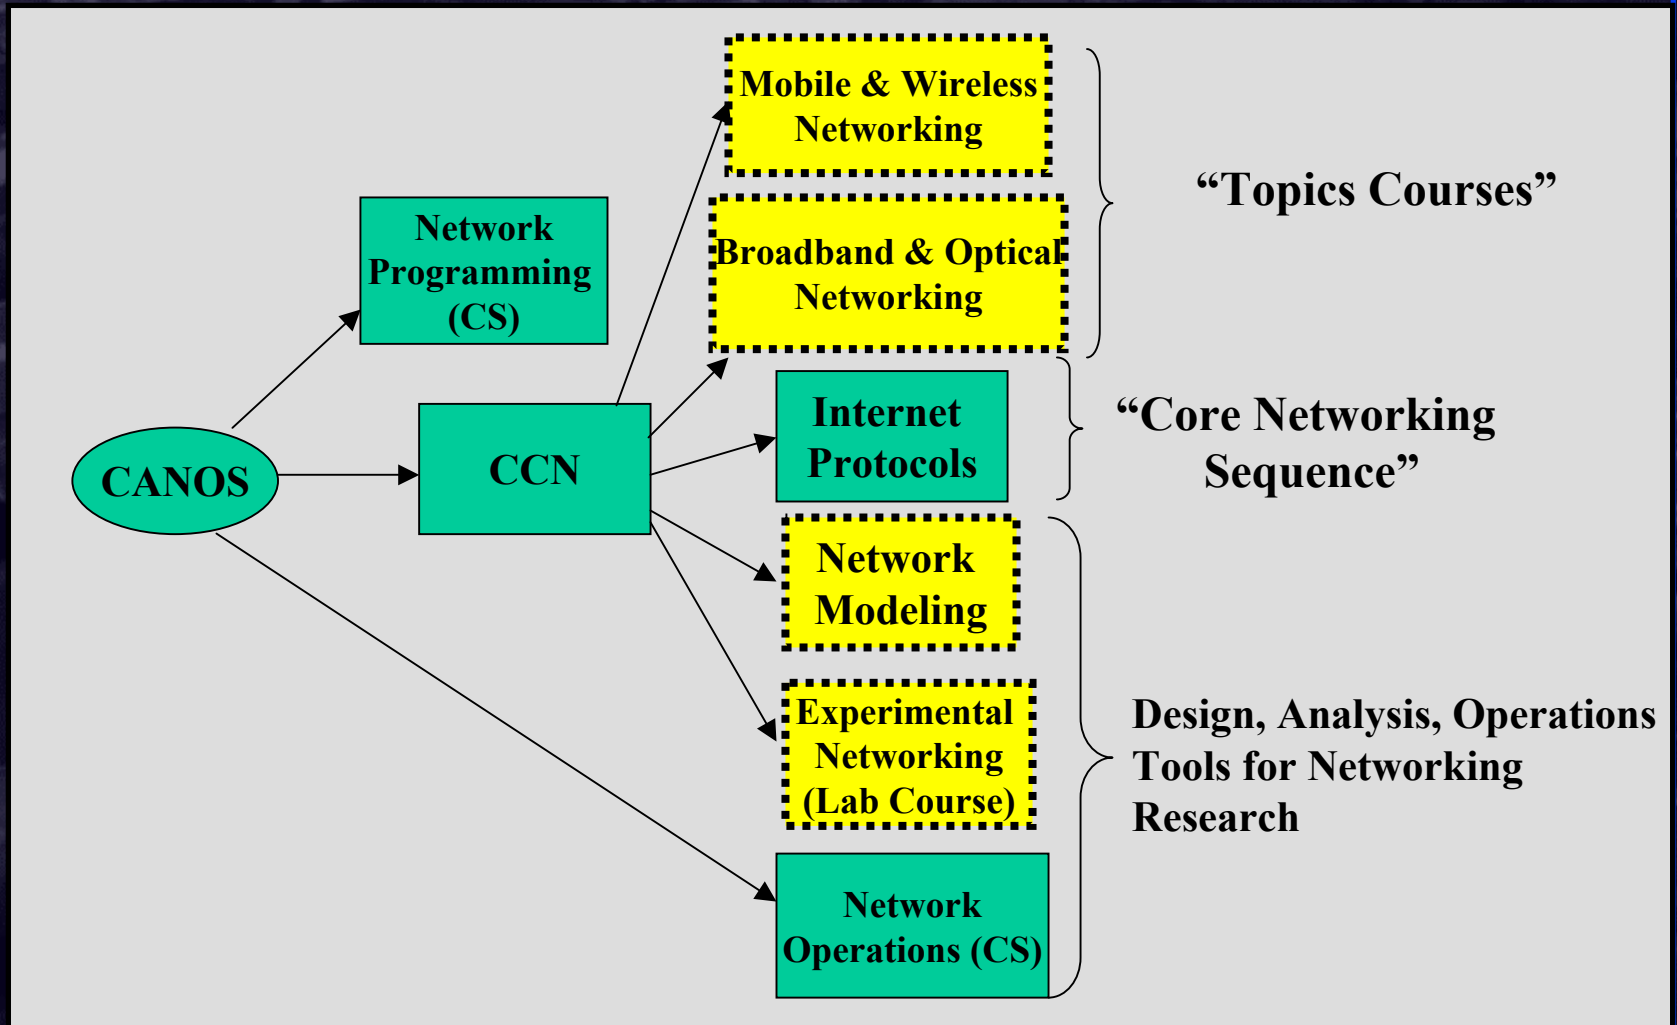 Mobile & Wireless
Networking
“Topics Courses”
Network
Programming
(CS)
Broadband & Optical
Networking
Internet
Protocols
“Core Networking
Sequence”
CANOS
CCN
Network
Modeling
Experimental
Networking
(Lab Course)
Design, Analysis, Operations
Tools for Networking
Research
Network
Operations (CS)